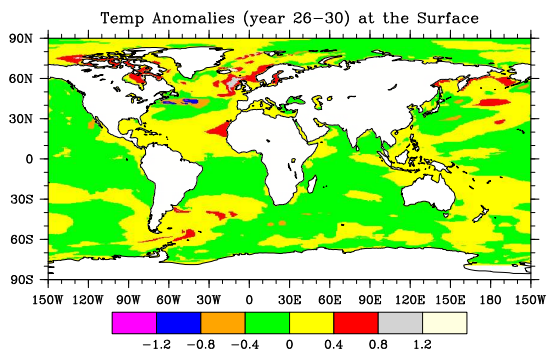 Temp Anomalies (year 26−30) at the Surface
90N
60N
30N
0
30S
60S
90S
150W 120W 90W 60W 30W 0 30E 60E 90E 120E 150E 180 150W
−1.2 −0.8 −0.4 0 0.4 0.8 1.2